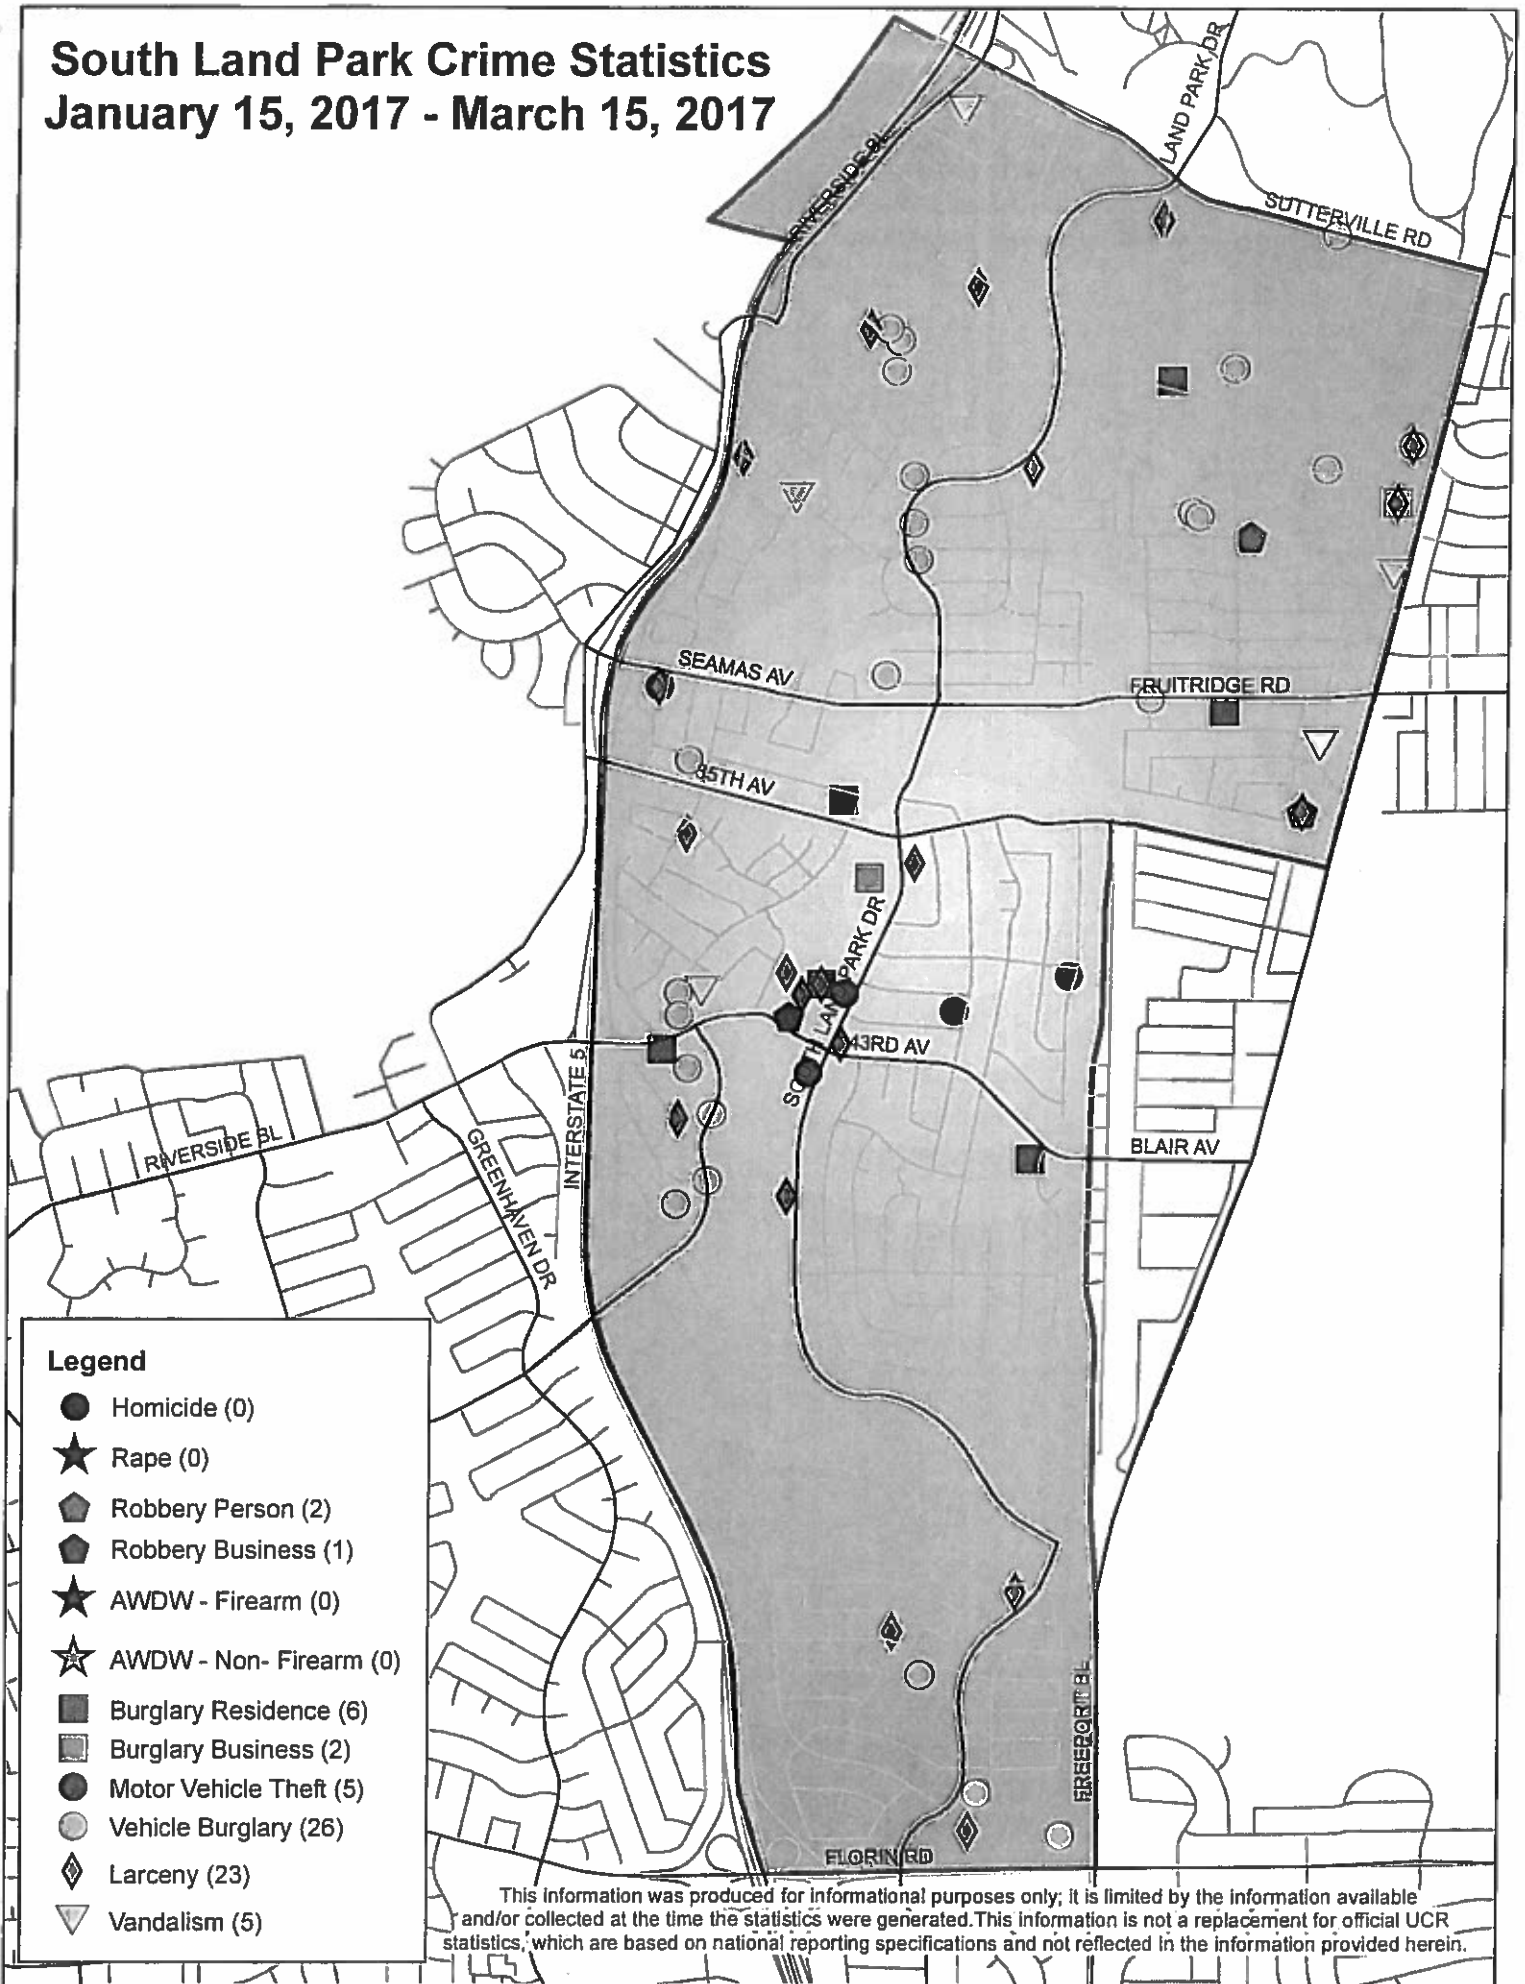 South Land Park Crime Statistics
January 15, 2017 - March 15, 2017
LAND PARK DR
RIVERSIDE BL
SUTTERVILLE RD
SEAMAS AV
FRUITRIDGE RD
35TH AV
PARK DR
43RD AV
INTERSTATE 5
RIVERSIDE BL
GREENHAVEN DR
BLAIR AV
FREEPORT BL
FLORIN RD
Legend
Homicide (0)
Rape (0)
Robbery Person (2)
Robbery Business (1)
AWDW - Firearm (0)
AWDW - Non- Firearm (0)
Burglary Residence (6)
Burglary Business (2)
Motor Vehicle Theft (5)
Vehicle Burglary (26)
Larceny (23)
Vandalism (5)
This information was produced for informational purposes only; it is limited by the information available
and/or collected at the time the statistics were generated.This information is not a replacement for official UCR
statistics, which are based on national reporting specifications and not reflected in the information provided herein.